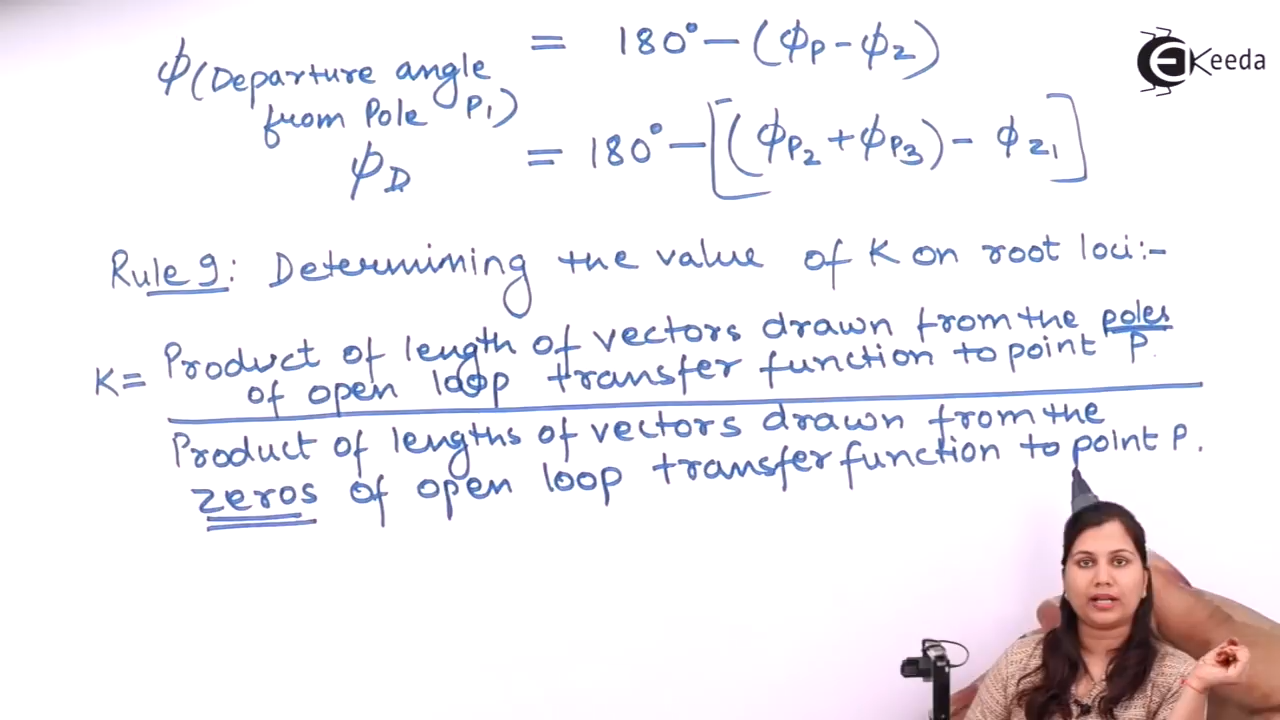 Keeda
= 180° − (φP − φZ)
φ(Departure angle
from Pole P1)
φD = 180° − [(φP2 + φP3) − φZ1]
Rule 9: Determining the value of K on root loci:-
K = Product of length of vectors drawn from the poles
of open loop transfer function to point P.
Product of lengths of vectors drawn from the
zeros of open loop transfer function to point P.